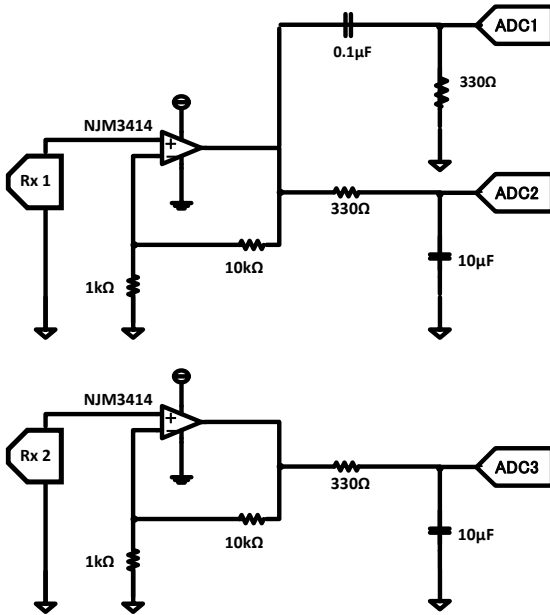 ADC1
0.1μF
330Ω
NJM3414
+
−
Rx 1
ADC2
330Ω
10kΩ
10μF
1kΩ
NJM3414
+
−
Rx 2
ADC3
330Ω
10kΩ
10μF
1kΩ